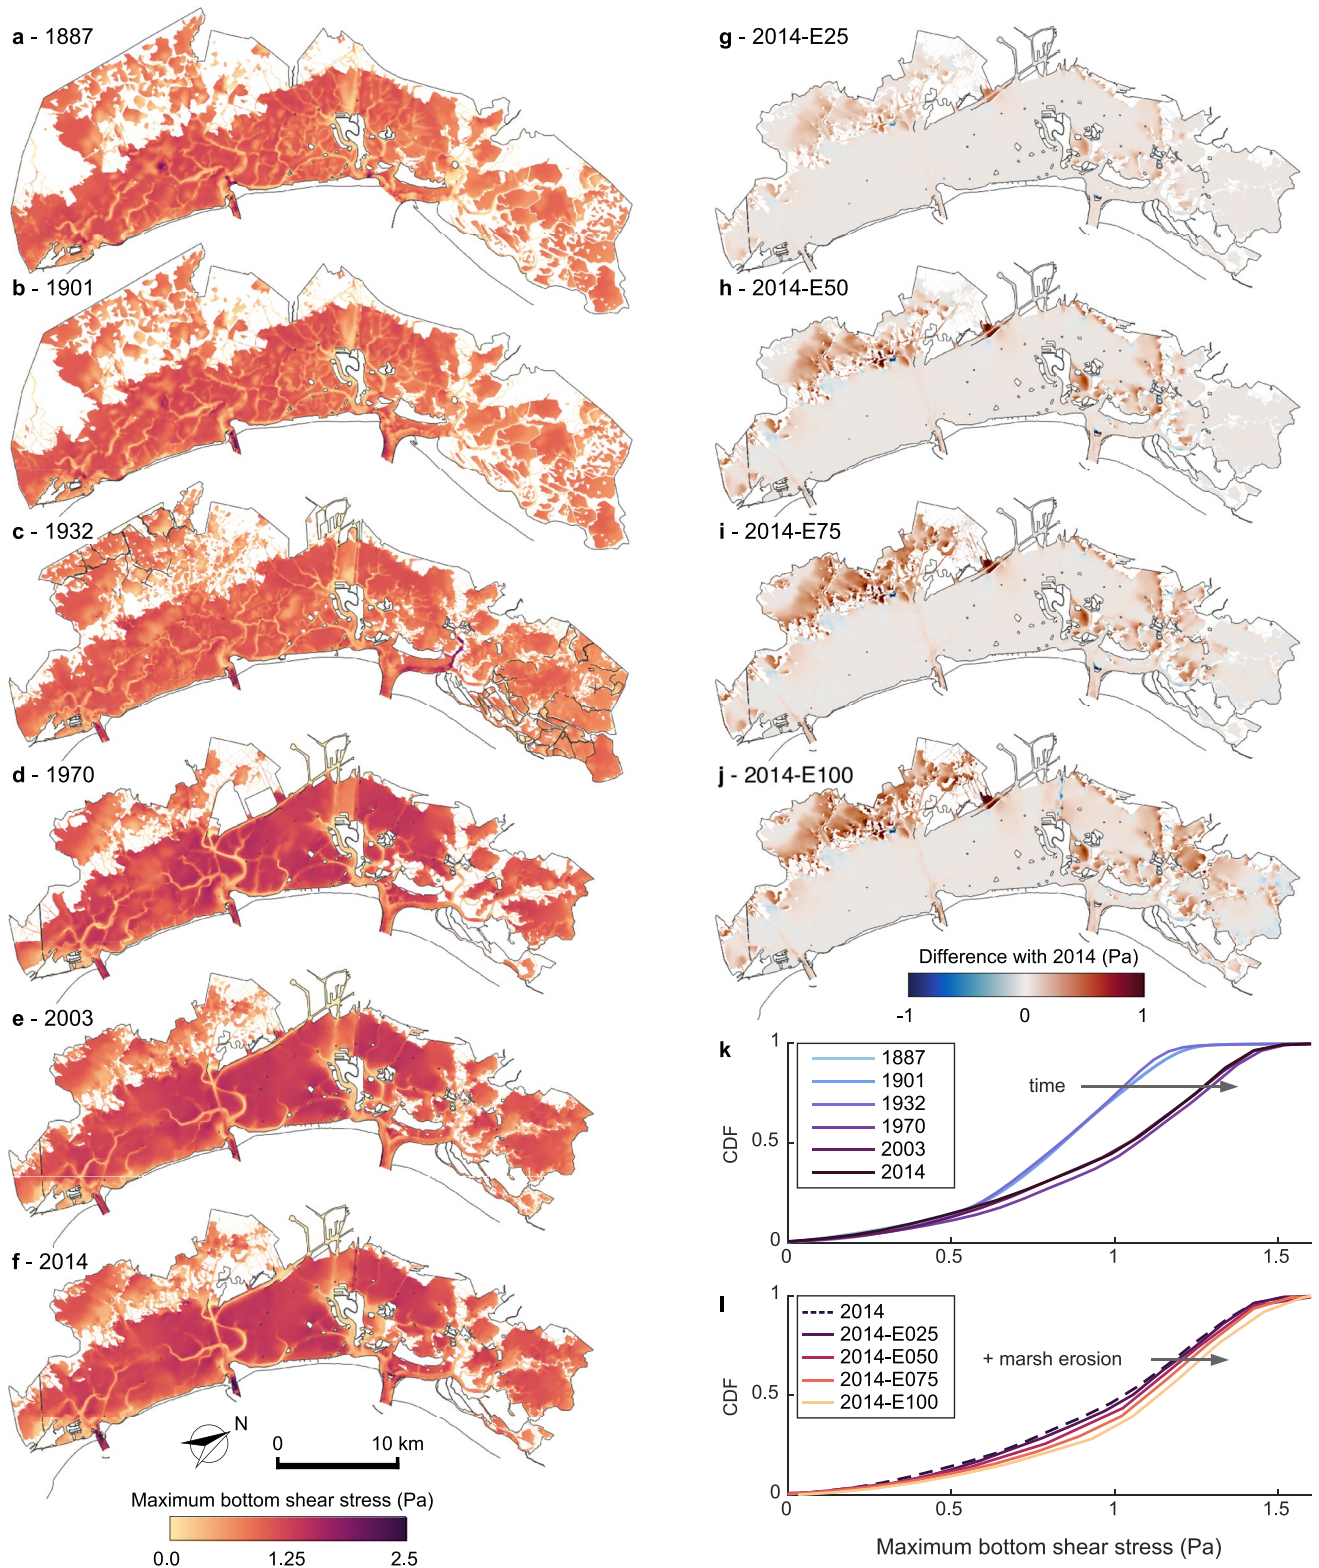 a - 1887
b - 1901
c - 1932
d - 1970
e - 2003
f - 2014
N
0 10 km
Maximum bottom shear stress (Pa)
0.0 1.25 2.5
g - 2014-E25
h - 2014-E50
i - 2014-E75
j - 2014-E100
Difference with 2014 (Pa)
-1 0 1
k
1
0.5
0
CDF
1887
1901
1932
1970
2003
2014
time
0 0.5 1 1.5
l
1
0.5
0
CDF
2014
2014-E025
2014-E050
2014-E075
2014-E100
+ marsh erosion
0 0.5 1 1.5
Maximum bottom shear stress (Pa)